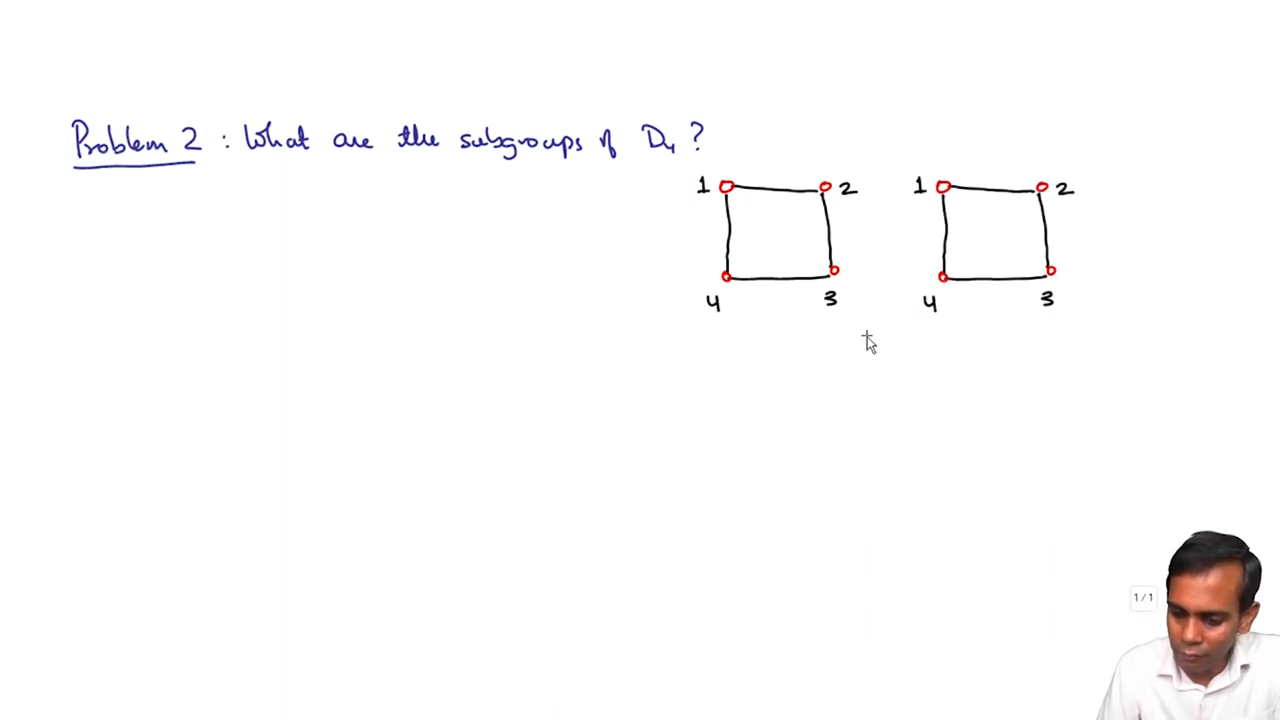 Problem 2 : What are the subgroups of D₄ ?
1 2 1 2
4 3 4 3
1 / 1